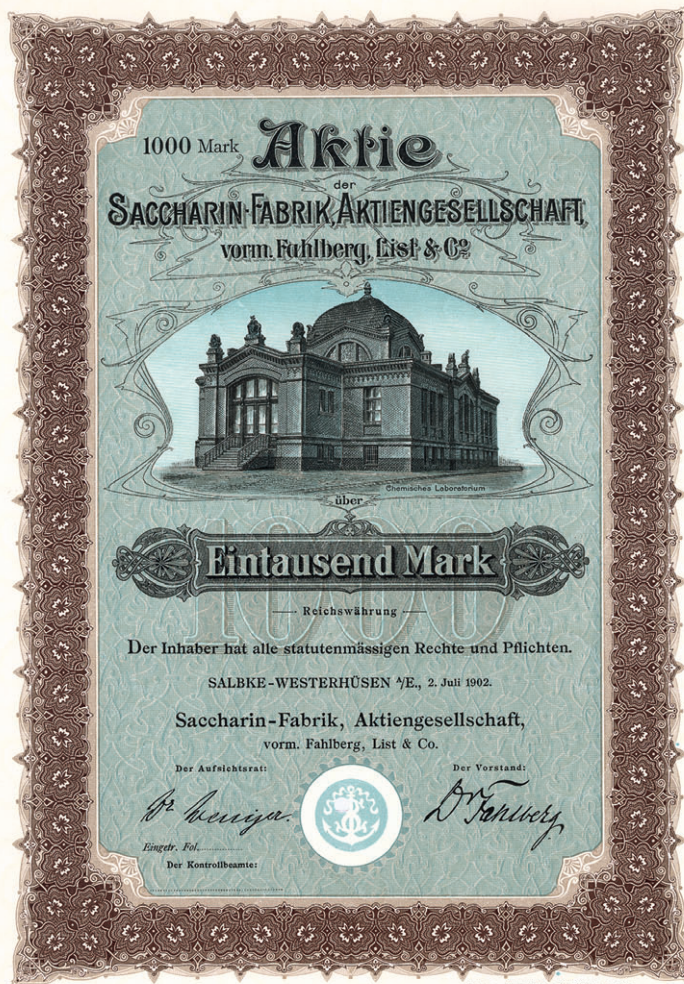 1000 Mark Aktie
der
SACCHARIN-FABRIK, AKTIENGESELLSCHAFT,
vorm. Fahlberg, List & Co
Chemisches Laboratorium
über
1000
Eintausend Mark
Reichswährung
Der Inhaber hat alle statutenmässigen Rechte und Pflichten.
SALBKE-WESTERHÜSEN A/E., 2. Juli 1902.
Saccharin-Fabrik, Aktiengesellschaft,
vorm. Fahlberg, List & Co.
Der Aufsichtsrat: Der Vorstand:
Dr Dr Fahlberg
Eingetr. Fol.
Der Kontrollbeamte: